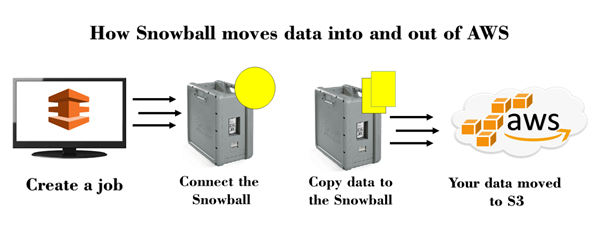 How Snowball moves data into and out of AWS
aws
Create a job
Connect the
Snowball
Copy data to
the Snowball
Your data moved
to S3